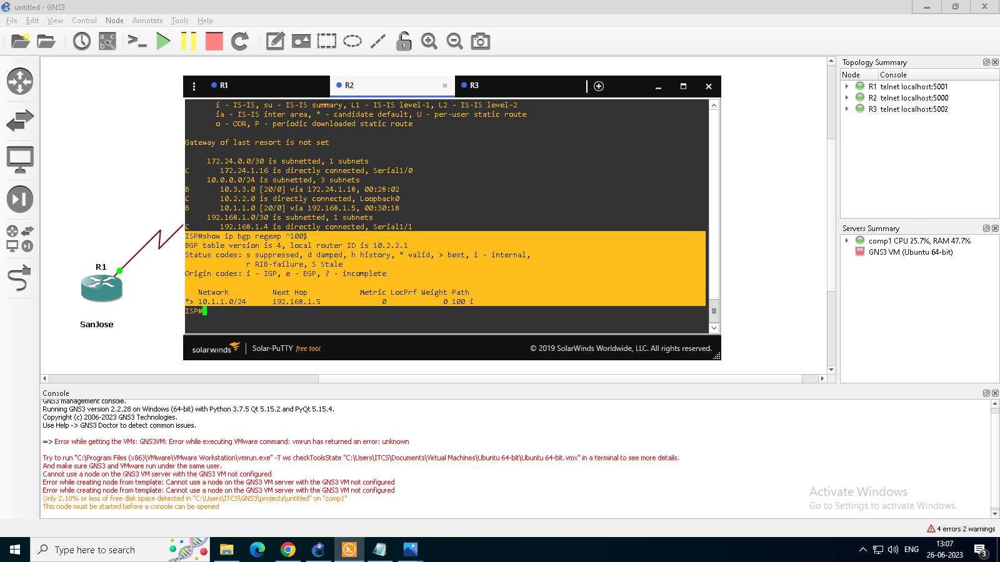 untitled - GNS3
File Edit View Control Node Annotate Tools Help
R1
R2
R3
i - IS-IS, su - IS-IS summary, L1 - IS-IS level-1, L2 - IS-IS level-2
ia - IS-IS inter area, * - candidate default, U - per-user static route
o - ODR, P - periodic downloaded static route
Gateway of last resort is not set
172.24.0.0/30 is subnetted, 1 subnets
C 172.24.1.16 is directly connected, Serial1/0
10.0.0.0/24 is subnetted, 3 subnets
B 10.3.3.0 [20/0] via 172.24.1.18, 00:28:02
C 10.2.2.0 is directly connected, Loopback0
B 10.1.1.0 [20/0] via 192.168.1.5, 00:30:18
192.168.1.0/30 is subnetted, 1 subnets
C 192.168.1.4 is directly connected, Serial1/1
ISP#show ip bgp regexp ^100$
BGP table version is 4, local router ID is 10.2.2.1
Status codes: s suppressed, d damped, h history, * valid, > best, i - internal,
r RIB-failure, S Stale
Origin codes: i - IGP, e - EGP, ? - incomplete
Network Next Hop Metric LocPrf Weight Path
*> 10.1.1.0/24 192.168.1.5 0 0 100 i
ISP#
solarwinds | Solar-PuTTY free tool
© 2019 SolarWinds Worldwide, LLC. All rights reserved.
R1
SanJose
Topology Summary
Node Console
R1 telnet localhost:5001
R2 telnet localhost:5000
R3 telnet localhost:5002
Servers Summary
comp1 CPU 25.7%, RAM 47.7%
GNS3 VM (Ubuntu 64-bit)
Console
GNS3 management console.
Running GNS3 version 2.2.28 on Windows (64-bit) with Python 3.7.5 Qt 5.15.2 and PyQt 5.15.4.
Copyright (c) 2006-2023 GNS3 Technologies.
Use Help -> GNS3 Doctor to detect common issues.
=> Error while getting the VMs: GNS3VM: Error while executing VMware command: vmrun has returned an error: unknown
Try to run "C:\Program Files (x86)\VMware\VMware Workstation\vmrun.exe" -T ws checkToolsState "C:\Users\ITCS\Documents\Virtual Machines\Ubuntu 64-bit\Ubuntu 64-bit.vmx" in a terminal to see more details.
And make sure GNS3 and VMware run under the same user.
Cannot use a node on the GNS3 VM server with the GNS3 VM not configured
Error while creating node from template: Cannot use a node on the GNS3 VM server with the GNS3 VM not configured
Error while creating node from template: Cannot use a node on the GNS3 VM server with the GNS3 VM not configured
Only 2.10% or less of free disk space detected in "C:\Users\ITCS\GNS3\projects\untitled" on "comp1"
This node must be started before a console can be opened
Activate Windows
Go to Settings to activate Windows.
4 errors 2 warnings
Type here to search
ENG
13:07
26-06-2023
3